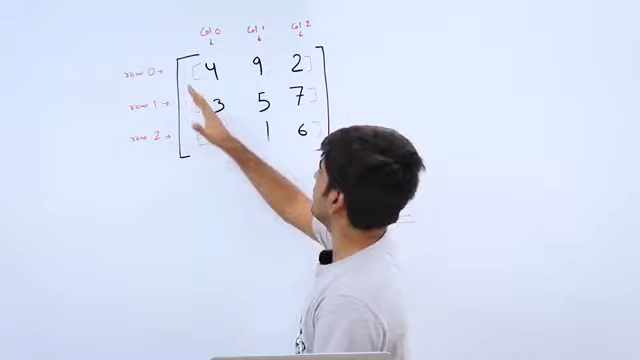 col 0 col 1 col 2
row 0→ [ 4 9 2 ]
row 1→ 3 5 7 ]
row 2→ [ 1 6 ]